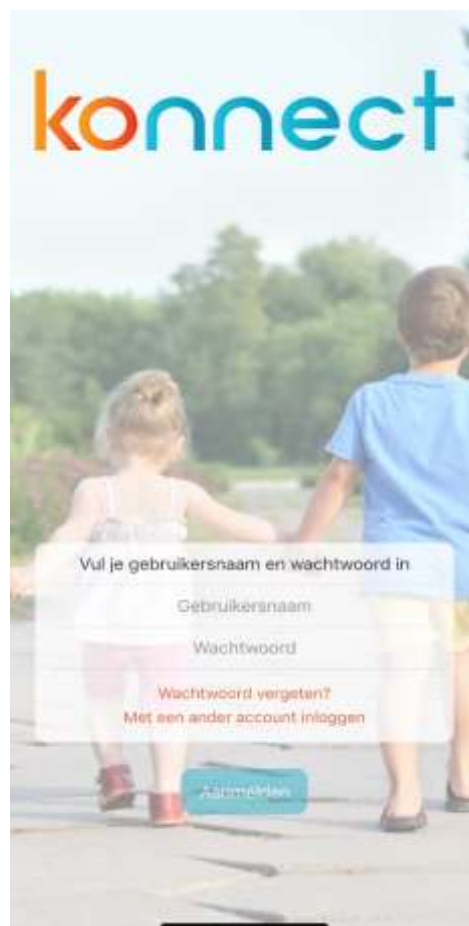 konnect
Vul je gebruikersnaam en wachtwoord in
Gebruikersnaam
Wachtwoord
Wachtwoord vergeten?
Met een ander account inloggen
Aanmelden